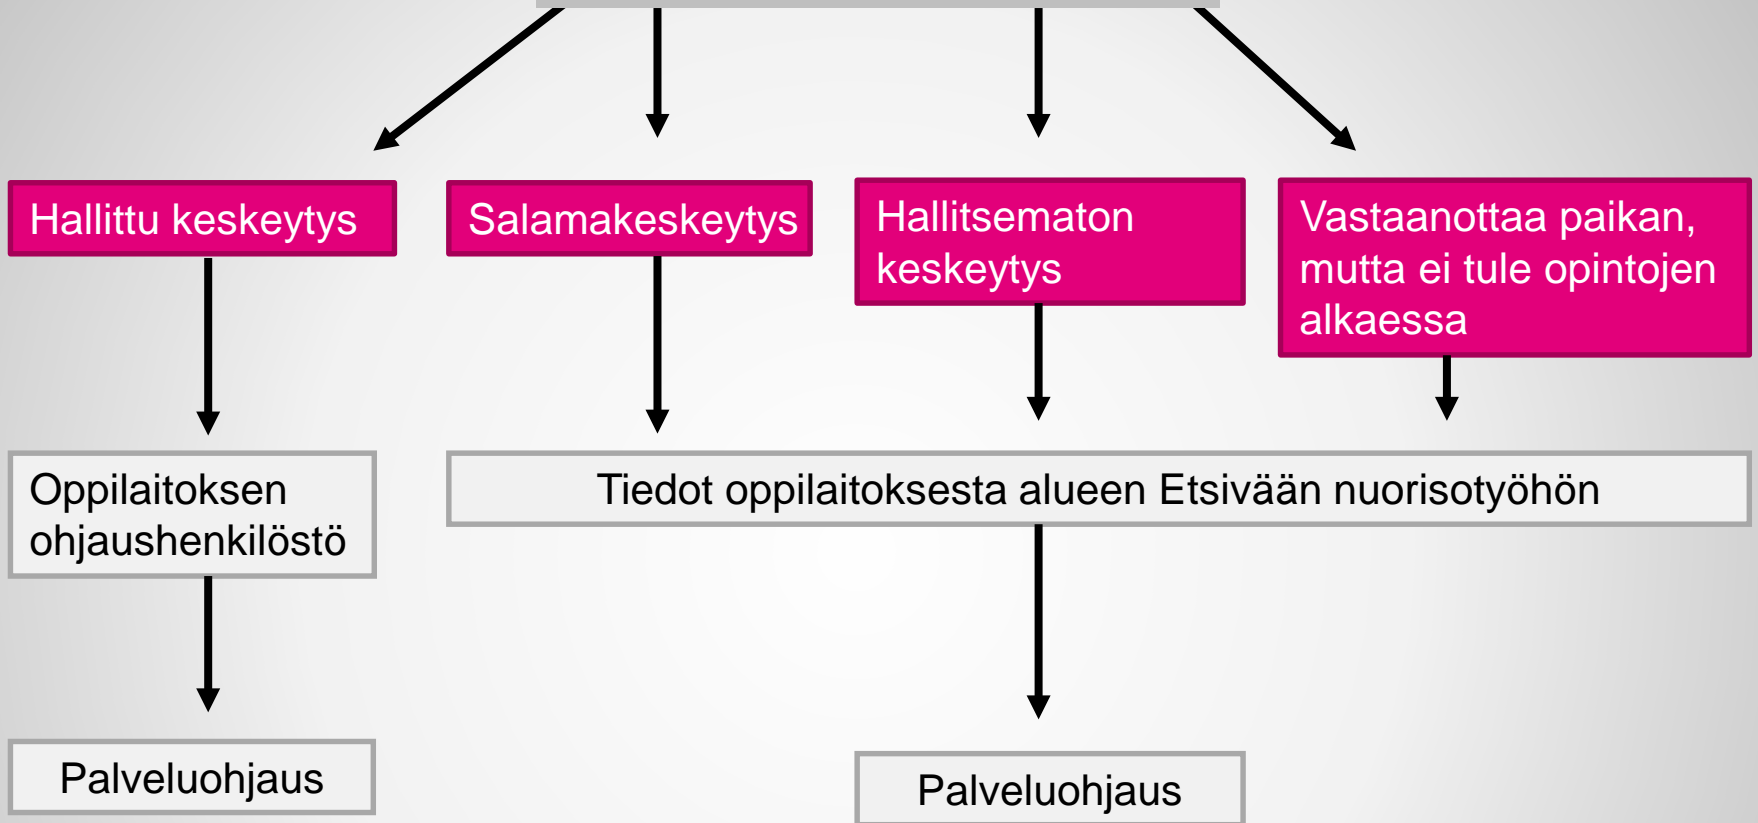 Hallittu keskeytys
Salamakeskeytys
Hallitsematon
keskeytys
Vastaanottaa paikan,
mutta ei tule opintojen
alkaessa
Oppilaitoksen
ohjaushenkilöstö
Tiedot oppilaitoksesta alueen Etsivään nuorisotyöhön
Palveluohjaus
Palveluohjaus